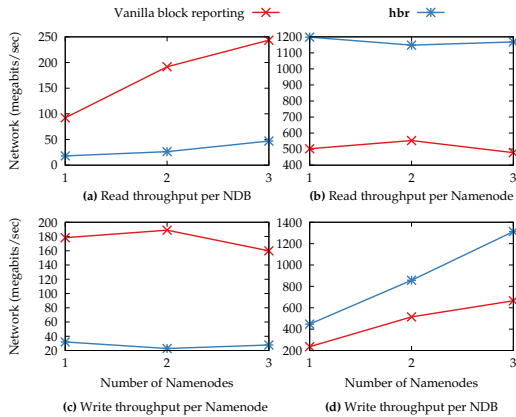 Vanilla block reporting hbr
Network (megabits/sec)
250
200
150
100
50
0
1 2 3
(a) Read throughput per NDB
1200
1100
1000
900
800
700
600
500
400
1 2 3
(b) Read throughput per Namenode
Network (megabits/sec)
200
180
160
140
120
100
80
60
40
20
1 2 3
Number of Namenodes
(c) Write throughput per Namenode
1400
1200
1000
800
600
400
200
1 2 3
Number of Namenodes
(d) Write throughput per NDB